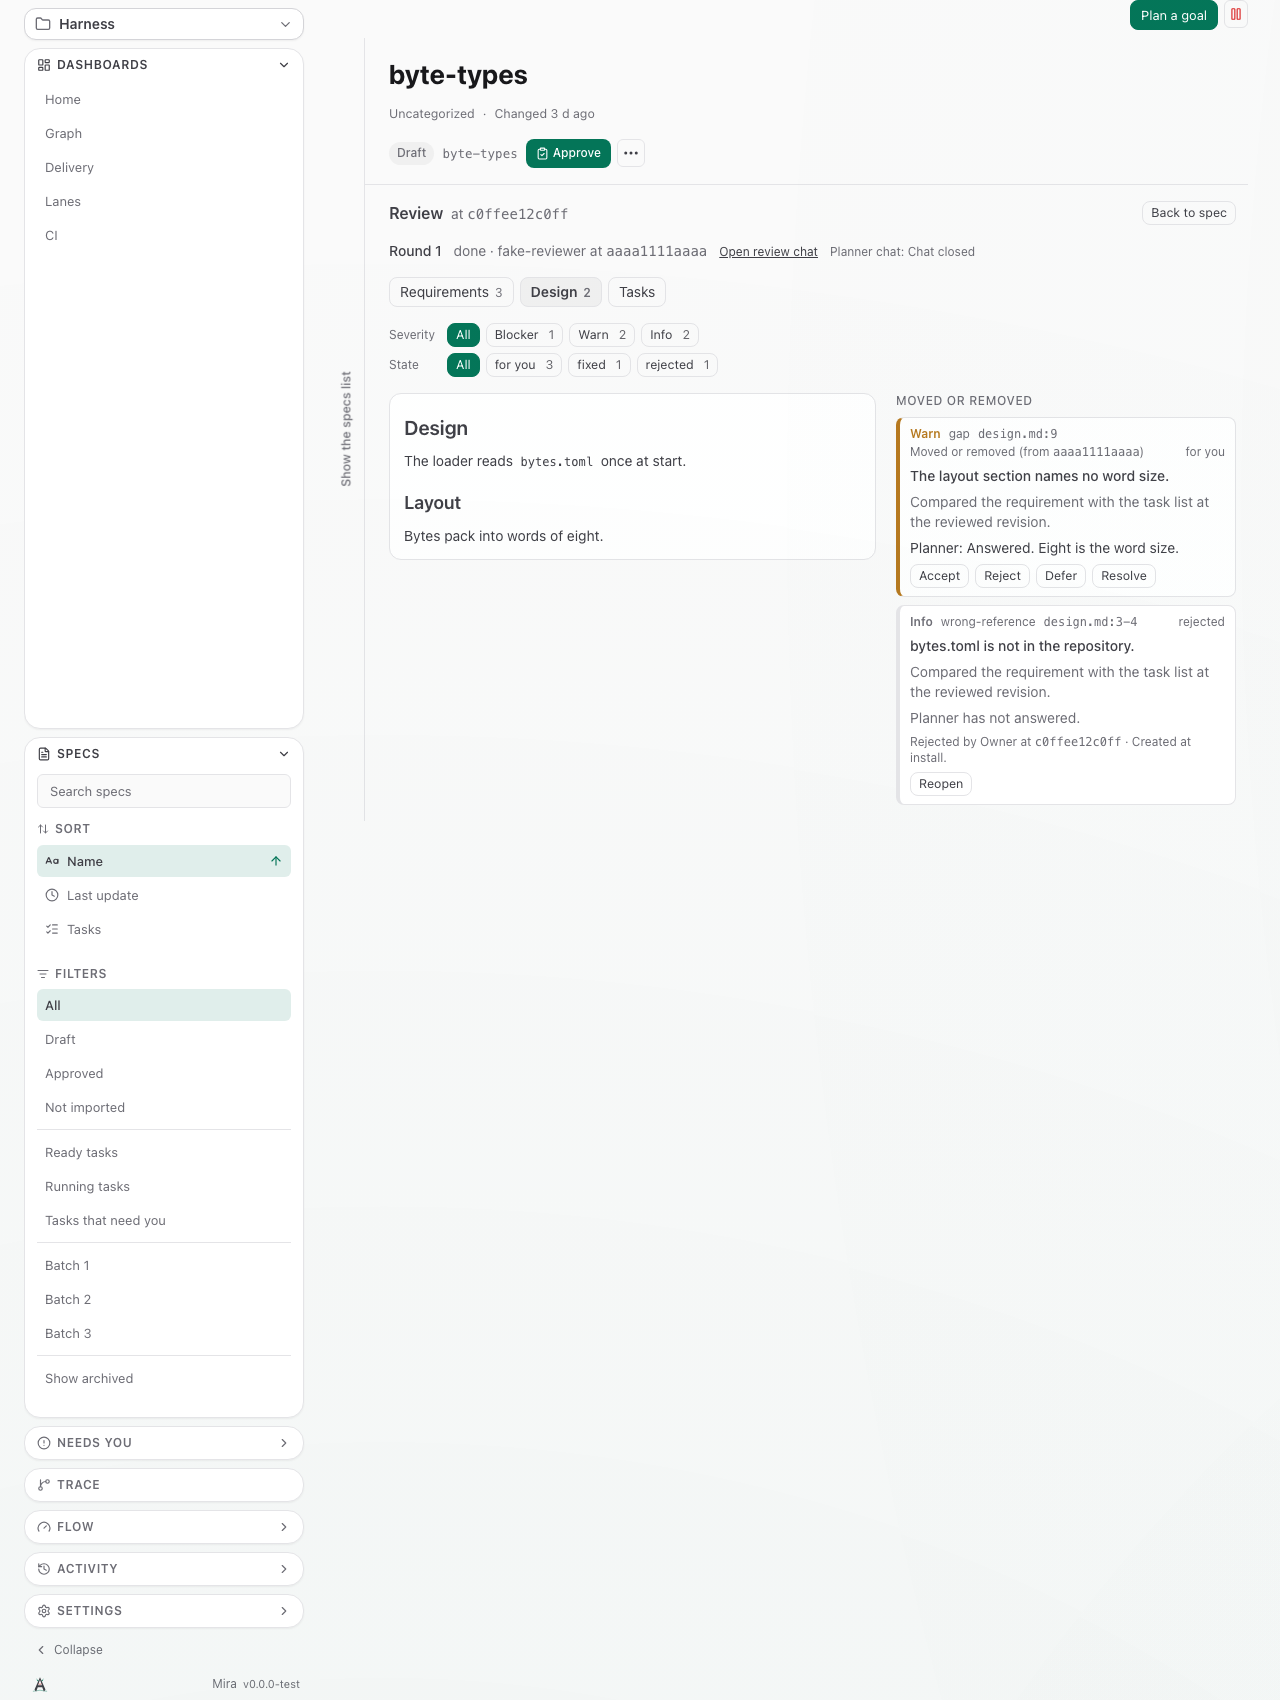 Harness
Plan a goal
DASHBOARDS
Home
Graph
Delivery
Lanes
CI
SPECS
Search specs
SORT
Aa Name
Last update
Tasks
FILTERS
All
Draft
Approved
Not imported
Ready tasks
Running tasks
Tasks that need you
Batch 1
Batch 2
Batch 3
Show archived
NEEDS YOU
TRACE
FLOW
ACTIVITY
SETTINGS
Collapse
Mira v0.0.0-test
Show the specs list
byte-types
Uncategorized · Changed 3 d ago
Draft byte-types Approve
Review at c0ffee12c0ff
Back to spec
Round 1 done · fake-reviewer at aaaa1111aaaa Open review chat Planner chat: Chat closed
Requirements 3 Design 2 Tasks
Severity All Blocker 1 Warn 2 Info 2
State All for you 3 fixed 1 rejected 1
Design
The loader reads bytes.toml once at start.
Layout
Bytes pack into words of eight.
MOVED OR REMOVED
Warn gap design.md:9
Moved or removed (from aaaa1111aaaa) for you
The layout section names no word size.
Compared the requirement with the task list at
the reviewed revision.
Planner: Answered. Eight is the word size.
Accept Reject Defer Resolve
Info wrong-reference design.md:3–4 rejected
bytes.toml is not in the repository.
Compared the requirement with the task list at
the reviewed revision.
Planner has not answered.
Rejected by Owner at c0ffee12c0ff · Created at
install.
Reopen